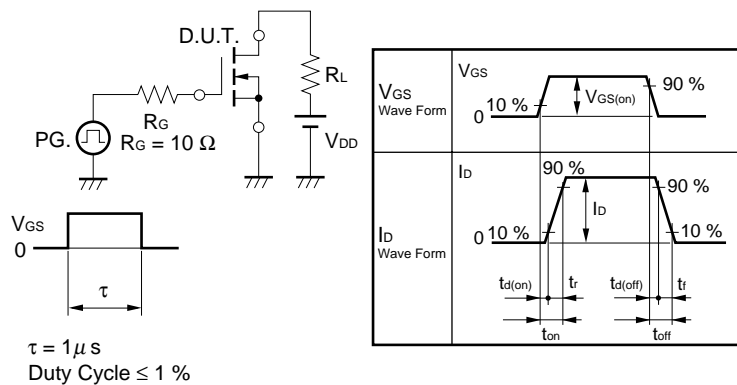 D.U.T.
RL
RG
PG.
RG = 10 Ω
VDD
VGS
0
τ
τ = 1µ s
Duty Cycle ≤ 1 %
VGS
Wave Form
VGS
10 %
0
VGS(on)
90 %
ID
Wave Form
ID
90 %
90 %
ID
10 %
0
10 %
td(on)
tr
td(off)
tf
ton
toff